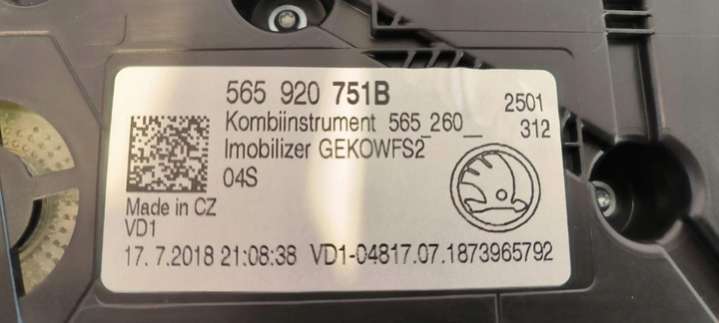 565 920 751B
2501
Kombiinstrument 565_260__
312
Imobilizer GEKOWFS2
04S
Made in CZ
VD1
17. 7.2018 21:08:38 VD1-04817.07.1873965792